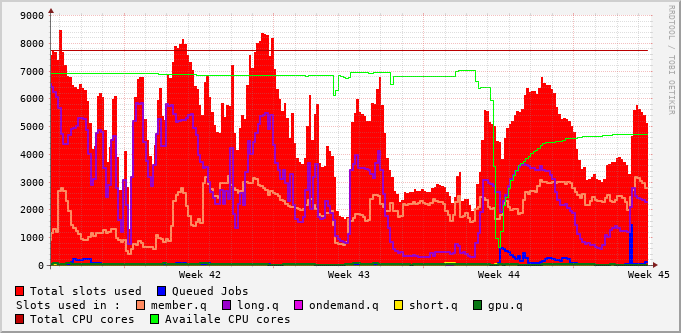 9000
8000
7000
6000
5000
4000
3000
2000
1000
0
Week 42 Week 43 Week 44 Week 45
Total slots used Queued Jobs
Slots used in : member.q long.q ondemand.q short.q gpu.q
Total CPU cores Availale CPU cores
RRDTOOL / TOBI OETIKER